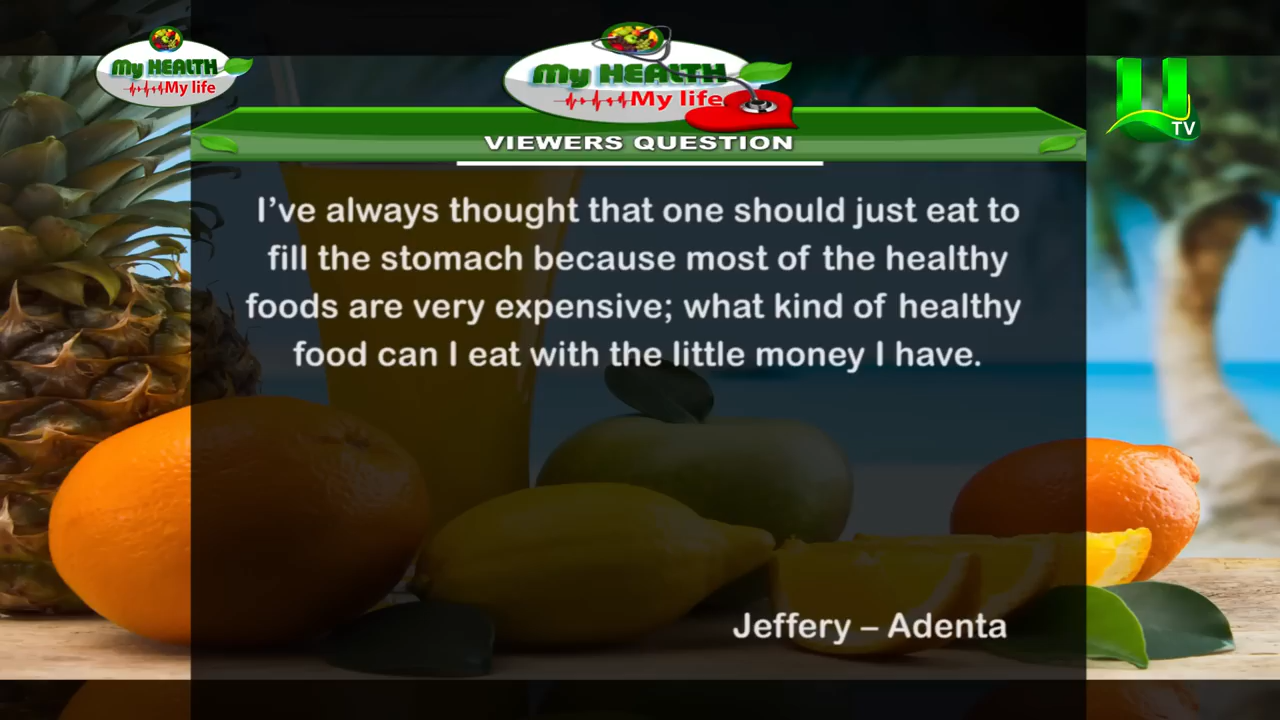 My HEALTH
My life
My HEALTH
My life
U
TV
VIEWERS QUESTION
I’ve always thought that one should just eat to
fill the stomach because most of the healthy
foods are very expensive; what kind of healthy
food can I eat with the little money I have.
Jeffery – Adenta